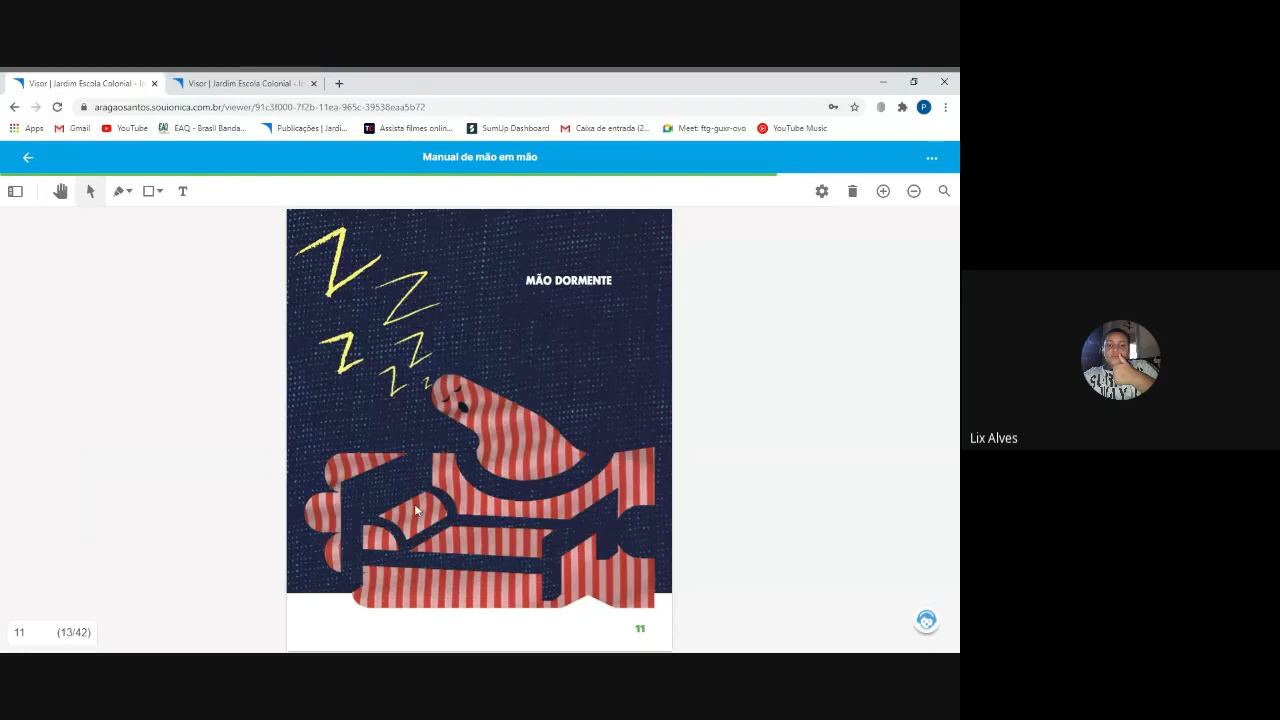 Visor | Jardim Escola Colonial - Io
Visor | Jardim Escola Colonial - Io
aragaosantos.souionica.com.br/viewer/91c3f000-7f2b-11ea-965c-39538eaa5b72
P
Apps
Gmail
YouTube
EAQ - Brasil Banda...
Publicações | Jardi...
Assista filmes onlin...
SumUp Dashboard
Caixa de entrada (2...
Meet: ftg-guxr-ovo
YouTube Music
Manual de mão em mão
T
Z
Z
Z
Z
Z
z
MÃO DORMENTE
11
11 (13/42)
Lix Alves